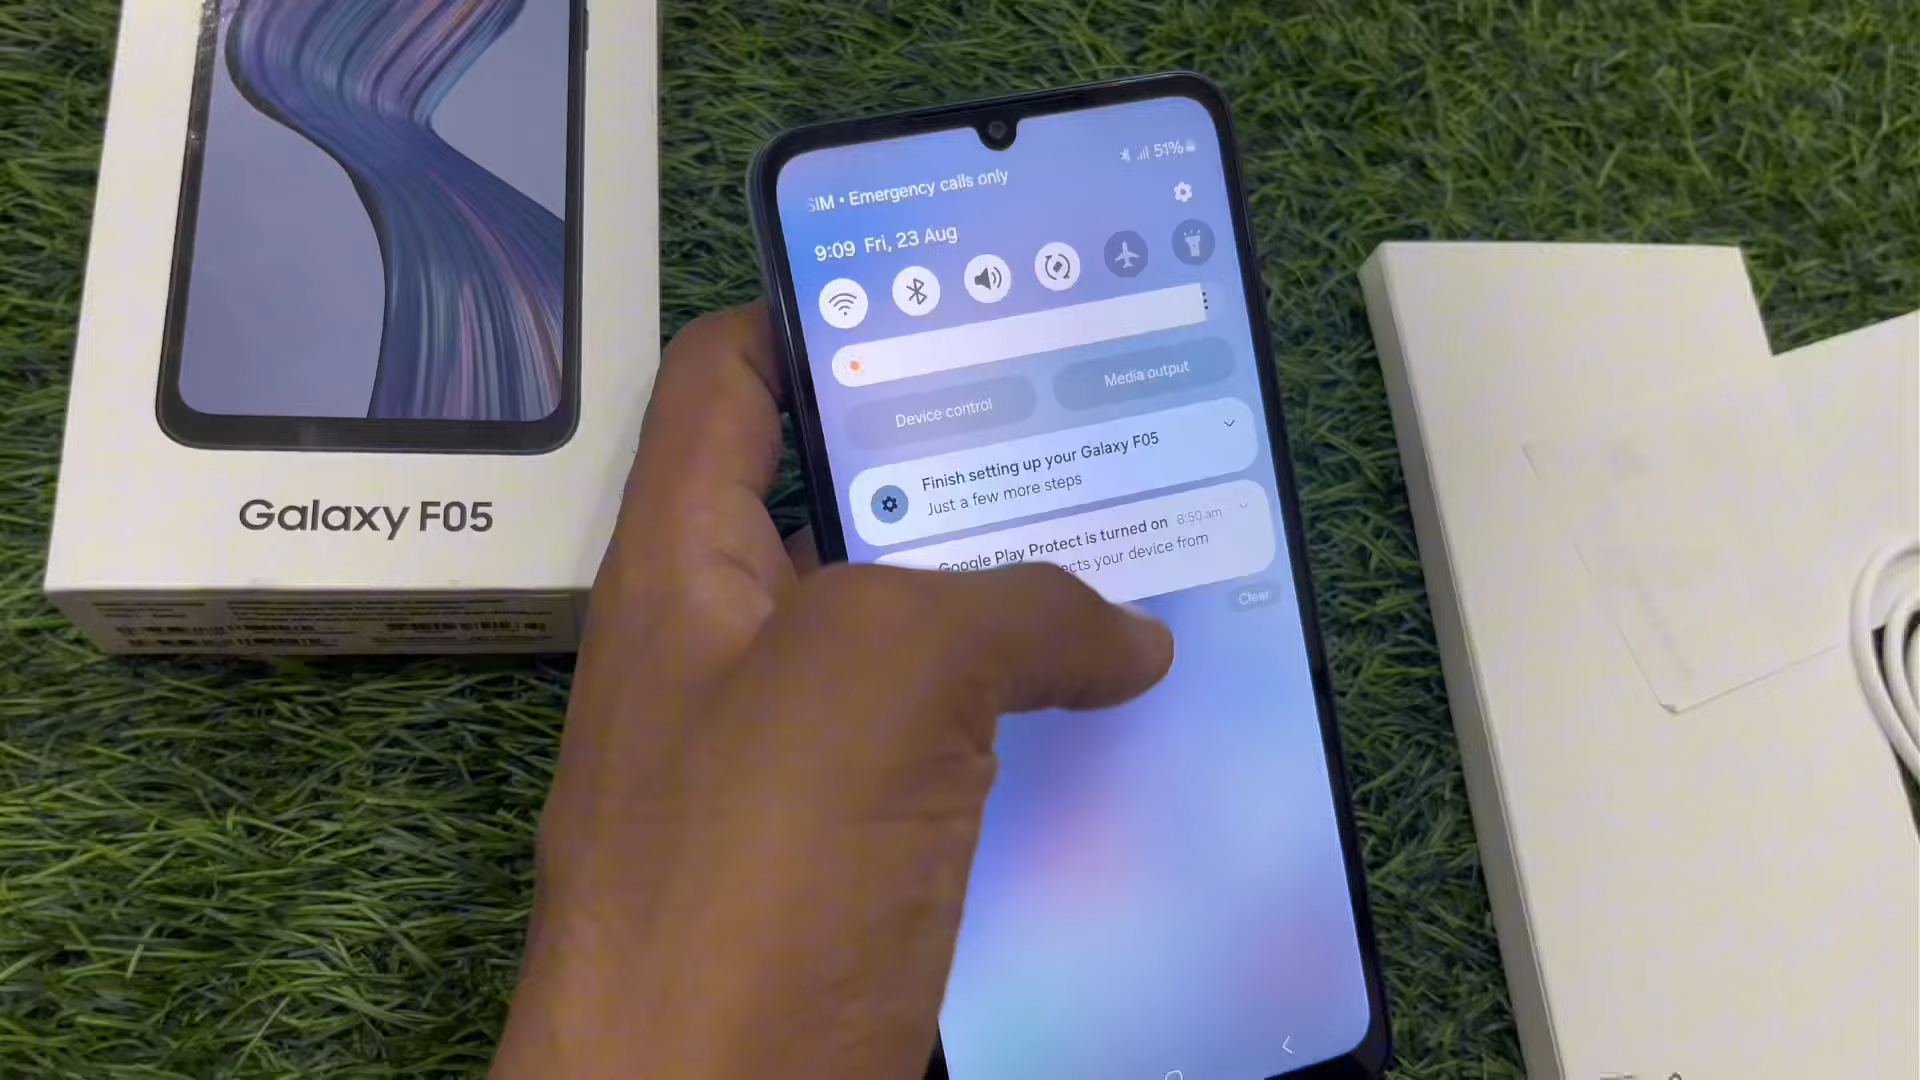 Galaxy F05
51%
SIM • Emergency calls only
9:09 Fri, 23 Aug
Device control
Media output
Finish setting up your Galaxy F05
Just a few more steps
Google Play Protect is turned on 8:50 am
your device from
Clear